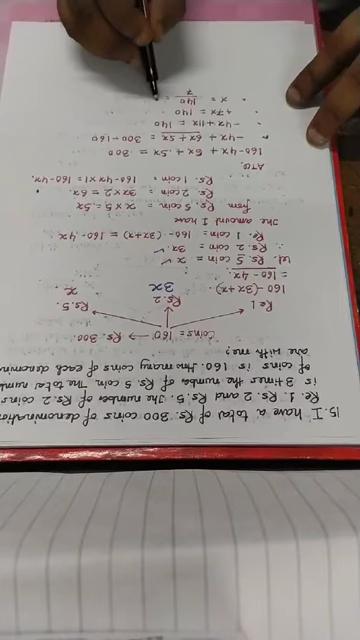 15. I have a total of Rs. 300 coins of denomination
Re. 1, Rs. 2 and Rs. 5. The number of Rs. 2 coins
is 3 times the number of Rs. 5 coin. The total numb
of coins is 160. How many coins of each denomin
are with me?
Coins = 160 → Rs. 300
Re 1 Rs. 2 Rs. 5.
160 - (3x+x). 3x x
= 160-4x.
let Rs. 5 coin = x
∴ Rs. 2 coin = 3x
Rs. 1 coin = 160 - (3x+x) = 160-4x
The amount I have
from Rs. 5 coin = x × 5 = 5x
Rs. 2 coin = 3x × 2 = 6x
Rs. 1 coin = 160-4x × 1 = 160-4x.
ATQ.
160-4x + 6x + 5x = 300
-4x + 6x + 5x = 300-160
-4x + 11x = 140
+7x = 140
x = 140/7 =